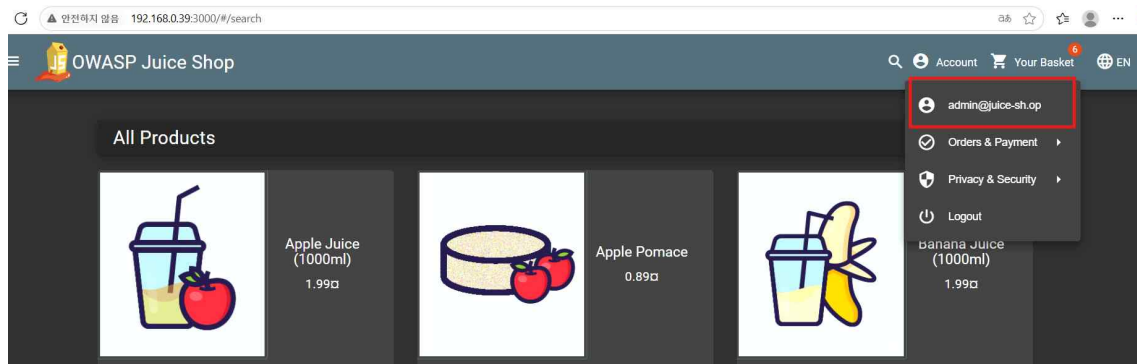 안전하지 않음 192.168.0.39:3000/#/search
OWASP Juice Shop
Account
Your Basket
6
EN
admin@juice-sh.op
Orders & Payment
Privacy & Security
Logout
All Products
Apple Juice
(1000ml)
1.99¤
Apple Pomace
0.89¤
Banana Juice
(1000ml)
1.99¤